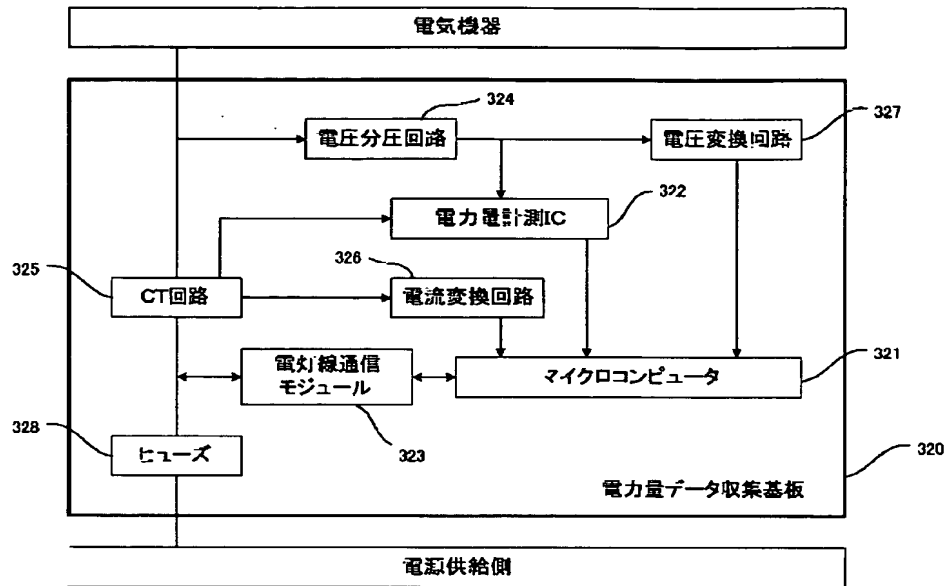 電気機器
324
327
電圧分圧回路
電圧変換回路
322
電力量計測IC
325
326
CT回路
電流変換回路
321
電灯線通信
モジュール
マイクロコンピュータ
328
ヒューズ
323
320
電力量データ収集基板
電源供給側